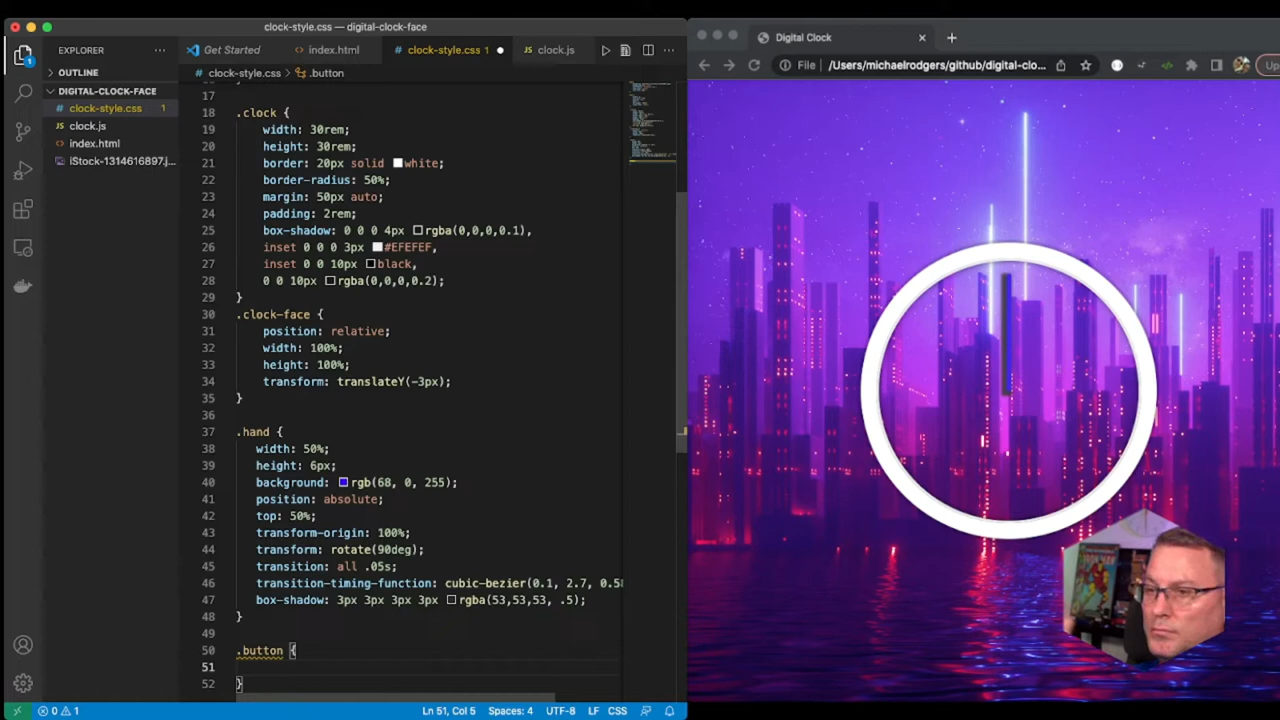 clock-style.css — digital-clock-face
EXPLORER
Get Started
index.html
clock-style.css 1
clock.js
clock-style.css > .button
OUTLINE
DIGITAL-CLOCK-FACE
clock-style.css 1
clock.js
index.html
iStock-1314616897.j...
17
18 .clock {
19 width: 30rem;
20 height: 30rem;
21 border: 20px solid white;
22 border-radius: 50%;
23 margin: 50px auto;
24 padding: 2rem;
25 box-shadow: 0 0 0 4px rgba(0,0,0,0.1),
26 inset 0 0 0 3px #EFEFEF,
27 inset 0 0 10px black,
28 0 0 10px rgba(0,0,0,0.2);
29 }
30 .clock-face {
31 position: relative;
32 width: 100%;
33 height: 100%;
34 transform: translateY(-3px);
35 }
36
37 .hand {
38 width: 50%;
39 height: 6px;
40 background: rgb(68, 0, 255);
41 position: absolute;
42 top: 50%;
43 transform-origin: 100%;
44 transform: rotate(90deg);
45 transition: all .05s;
46 transition-timing-function: cubic-bezier(0.1, 2.7, 0.58
47 box-shadow: 3px 3px 3px 3px rgba(53,53,53, .5);
48 }
49
50 .button {
51
52 }
0 1
Ln 51, Col 5
Spaces: 4
UTF-8
LF
CSS
Digital Clock
File
/Users/michaelrodgers/github/digital-clo...
Up